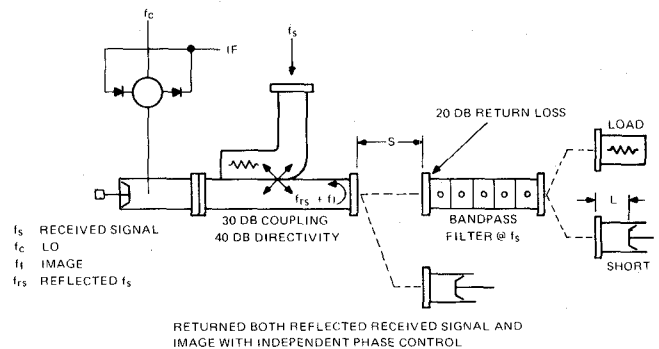 fc
IF
fs
20 DB RETURN LOSS
S
LOAD
frs + fI
L
fs RECEIVED SIGNAL
fc LO
fI IMAGE
frs REFLECTED fs
30 DB COUPLING
40 DB DIRECTIVITY
BANDPASS
FILTER @ fs
SHORT
RETURNED BOTH REFLECTED RECEIVED SIGNAL AND
IMAGE WITH INDEPENDENT PHASE CONTROL